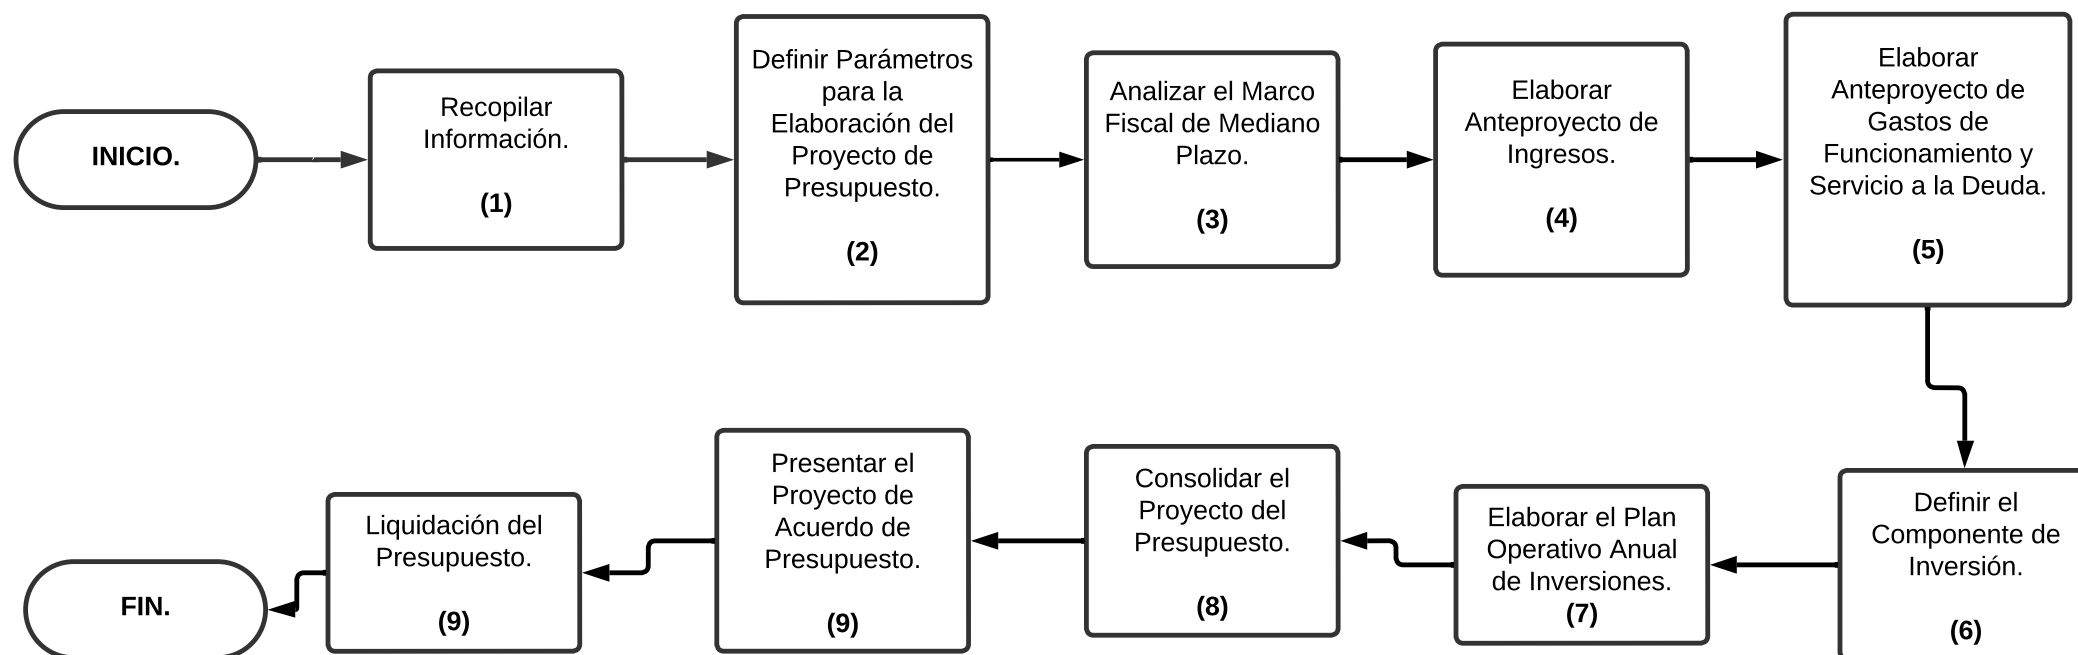 INICIO.
Recopilar
Información.
(1)
Definir Parámetros
para la
Elaboración del
Proyecto de
Presupuesto.
(2)
Analizar el Marco
Fiscal de Mediano
Plazo.
(3)
Elaborar
Anteproyecto de
Ingresos.
(4)
Elaborar
Anteproyecto de
Gastos de
Funcionamiento y
Servicio a la Deuda.
(5)
Definir el
Componente de
Inversión.
(6)
Elaborar el Plan
Operativo Anual
de Inversiones.
(7)
Consolidar el
Proyecto del
Presupuesto.
(8)
Presentar el
Proyecto de
Acuerdo de
Presupuesto.
(9)
Liquidación del
Presupuesto.
(9)
FIN.